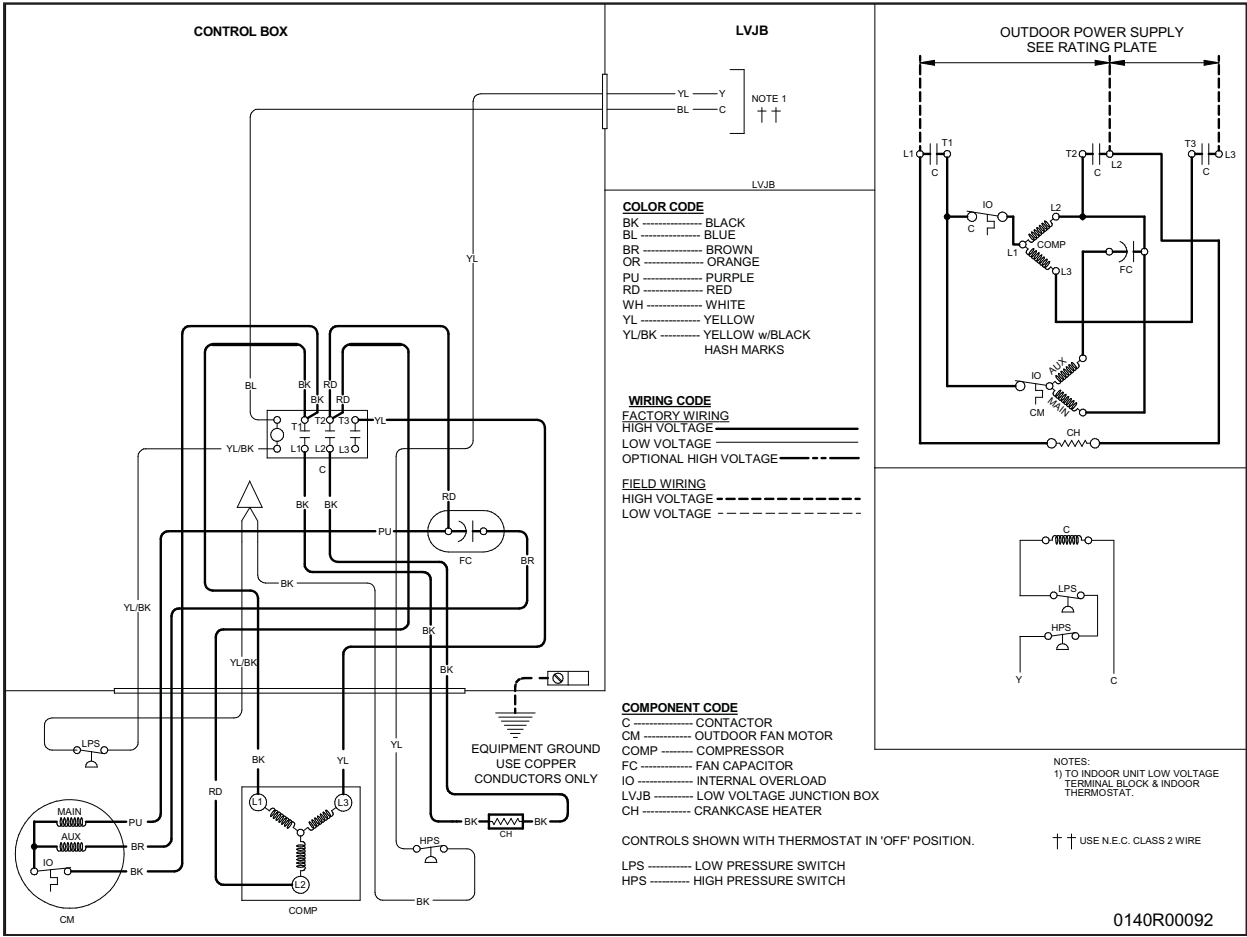 CONTROL BOX
LVJB
YL Y
BL C
NOTE 1
††
LVJB
OUTDOOR POWER SUPPLY
SEE RATING PLATE
L1 T1
C
T2 L2
C
T3 L3
C
IO
C
L2
L1 COMP
L3
FC
IO
AUX
MAIN
CM
CH
COLOR CODE
BK --------------- BLACK
BL --------------- BLUE
BR --------------- BROWN
OR --------------- ORANGE
PU --------------- PURPLE
RD --------------- RED
WH --------------- WHITE
YL --------------- YELLOW
YL/BK ---------- YELLOW w/BLACK
HASH MARKS
WIRING CODE
FACTORY WIRING
HIGH VOLTAGE
LOW VOLTAGE
OPTIONAL HIGH VOLTAGE
FIELD WIRING
HIGH VOLTAGE
LOW VOLTAGE
YL
BL
BK RD
BK RD
T1 T2 T3 YL
YL/BK
L1 L2 L3
C
BK BK
RD
PU
FC
BR
BK
YL/BK
BK
YL/BK
BK
C
LPS
HPS
Y C
EQUIPMENT GROUND
USE COPPER
CONDUCTORS ONLY
LPS
BK
YL
YL
RD
L1 L3
L2
COMP
MAIN
PU
AUX
BR
IO
BK
CM
BK BK
CH
HPS
BK
COMPONENT CODE
C --------------- CONTACTOR
CM ------------ OUTDOOR FAN MOTOR
COMP -------- COMPRESSOR
FC ------------- FAN CAPACITOR
IO -------------- INTERNAL OVERLOAD
LVJB ---------- LOW VOLTAGE JUNCTION BOX
CH ------------- CRANKCASE HEATER
CONTROLS SHOWN WITH THERMOSTAT IN 'OFF' POSITION.
LPS ----------- LOW PRESSURE SWITCH
HPS ---------- HIGH PRESSURE SWITCH
NOTES:
1) TO INDOOR UNIT LOW VOLTAGE
TERMINAL BLOCK & INDOOR
THERMOSTAT.
†† USE N.E.C. CLASS 2 WIRE
0140R00092